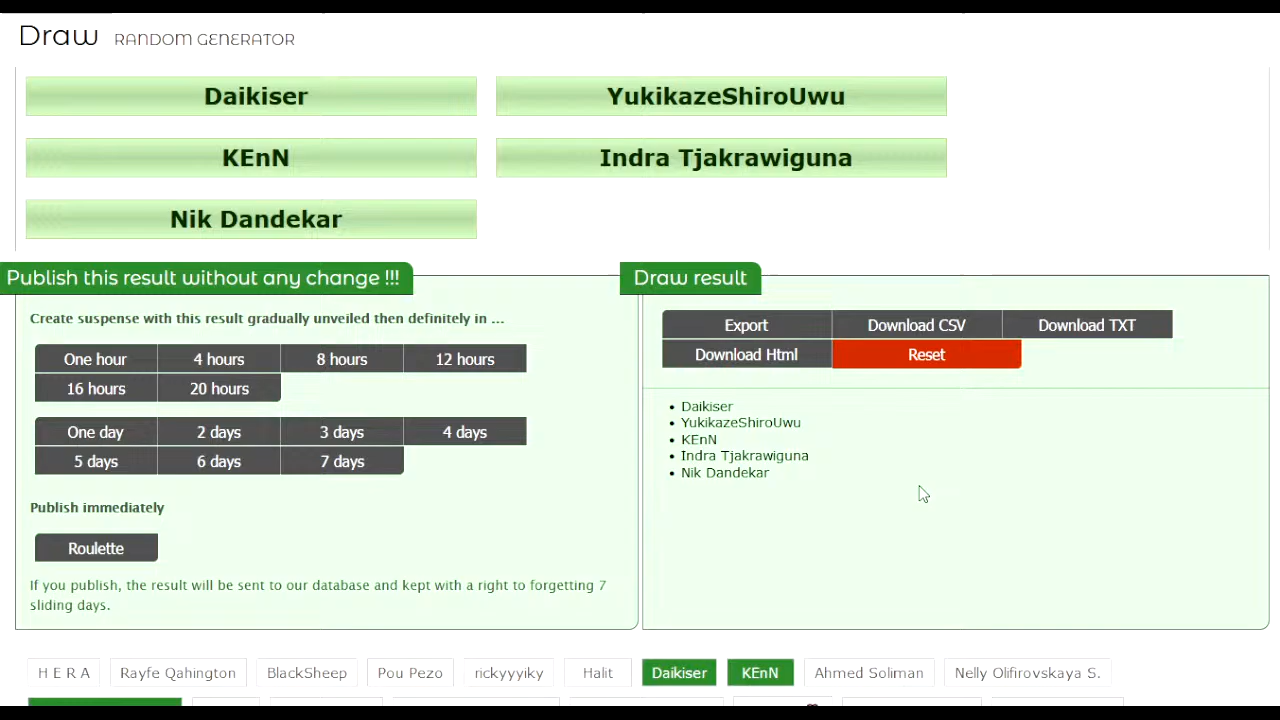 Draw RANDOM GENERATOR
Daikiser
YukikazeShiroUwu
KEnN
Indra Tjakrawiguna
Nik Dandekar
Publish this result without any change !!!
Create suspense with this result gradually unveiled then definitely in ...
One hour
4 hours
8 hours
12 hours
16 hours
20 hours
One day
2 days
3 days
4 days
5 days
6 days
7 days
Publish immediately
Roulette
If you publish, the result will be sent to our database and kept with a right to forgetting 7
sliding days.
Draw result
Export
Download CSV
Download TXT
Download Html
Reset
• Daikiser
• YukikazeShiroUwu
• KEnN
• Indra Tjakrawiguna
• Nik Dandekar
H E R A
Rayfe Qahington
BlackSheep
Pou Pezo
rickyyyiky
Halit
Daikiser
KEnN
Ahmed Soliman
Nelly Olifirovskaya S.